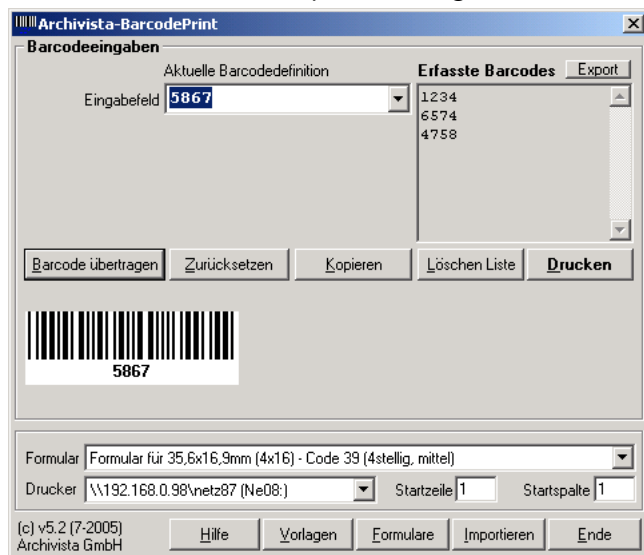 Archivista-BarcodePrint
Barcodeeingaben
Aktuelle Barcodedefinition
Erfasste Barcodes Export
Eingabefeld 5867
1234
6574
4758
Barcode übertragen Zurücksetzen Kopieren Löschen Liste Drucken
5867
Formular Formular für 35,6x16,9mm (4x16) - Code 39 (4stellig, mittel)
Drucker \\192.168.0.98\netz87 (Ne08:) Startzeile 1 Startspalte 1
(c) v5.2 (7-2005)
Archivista GmbH
Hilfe Vorlagen Formulare Importieren Ende